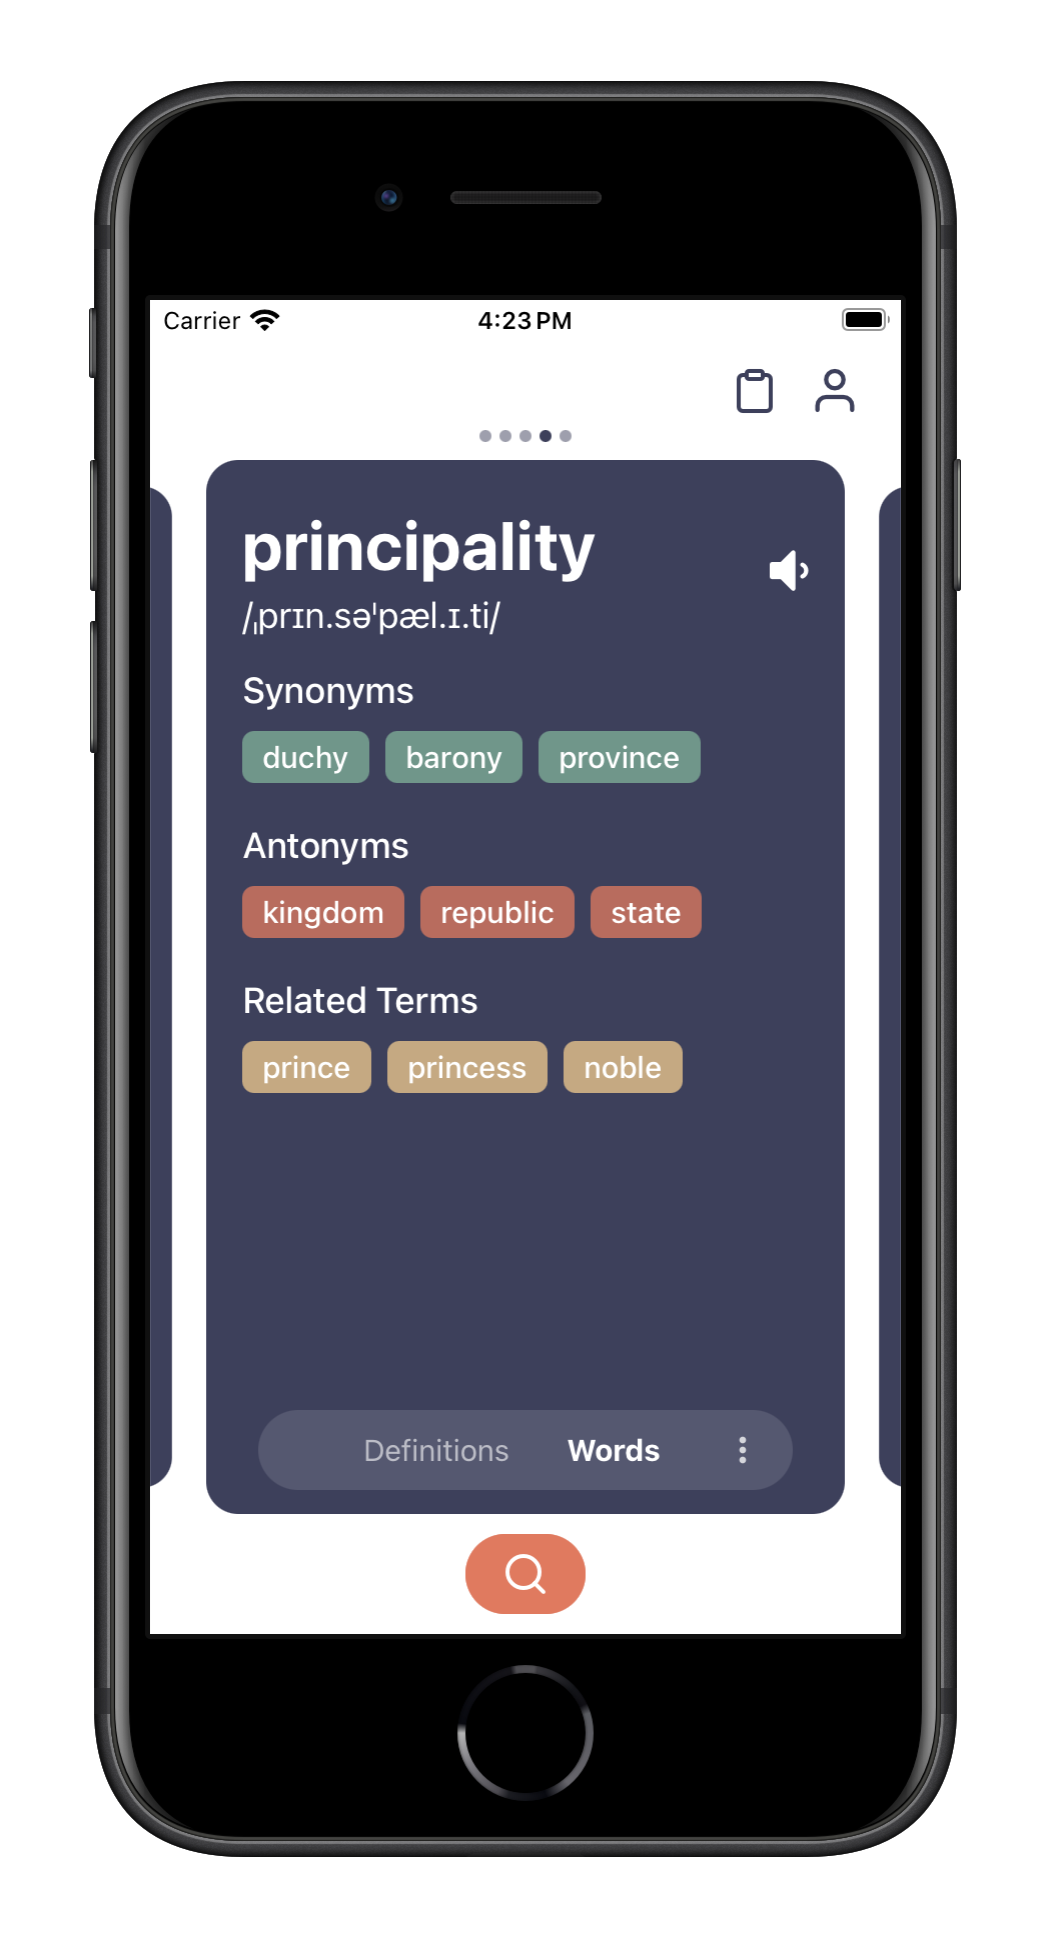 Carrier 4:23 PM
principality
/ˌprɪn.səˈpæl.ɪ.ti/
Synonyms
duchy barony province
Antonyms
kingdom republic state
Related Terms
prince princess noble
Definitions Words